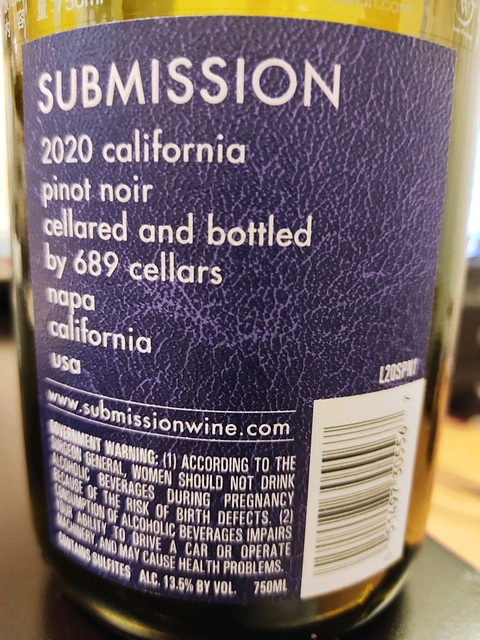 750ml
SUBMISSION
2020 california
pinot noir
cellared and bottled
by 689 cellars
napa
california
usa
L20SPN1
www.submissionwine.com
GOVERNMENT WARNING: (1) ACCORDING TO THE
SURGEON GENERAL, WOMEN SHOULD NOT DRINK
ALCOHOLIC BEVERAGES DURING PREGNANCY
BECAUSE OF THE RISK OF BIRTH DEFECTS. (2)
CONSUMPTION OF ALCOHOLIC BEVERAGES IMPAIRS
YOUR ABILITY TO DRIVE A CAR OR OPERATE
MACHINERY, AND MAY CAUSE HEALTH PROBLEMS.
CONTAINS SULFITES ALC. 13.5% BY VOL. 750ML